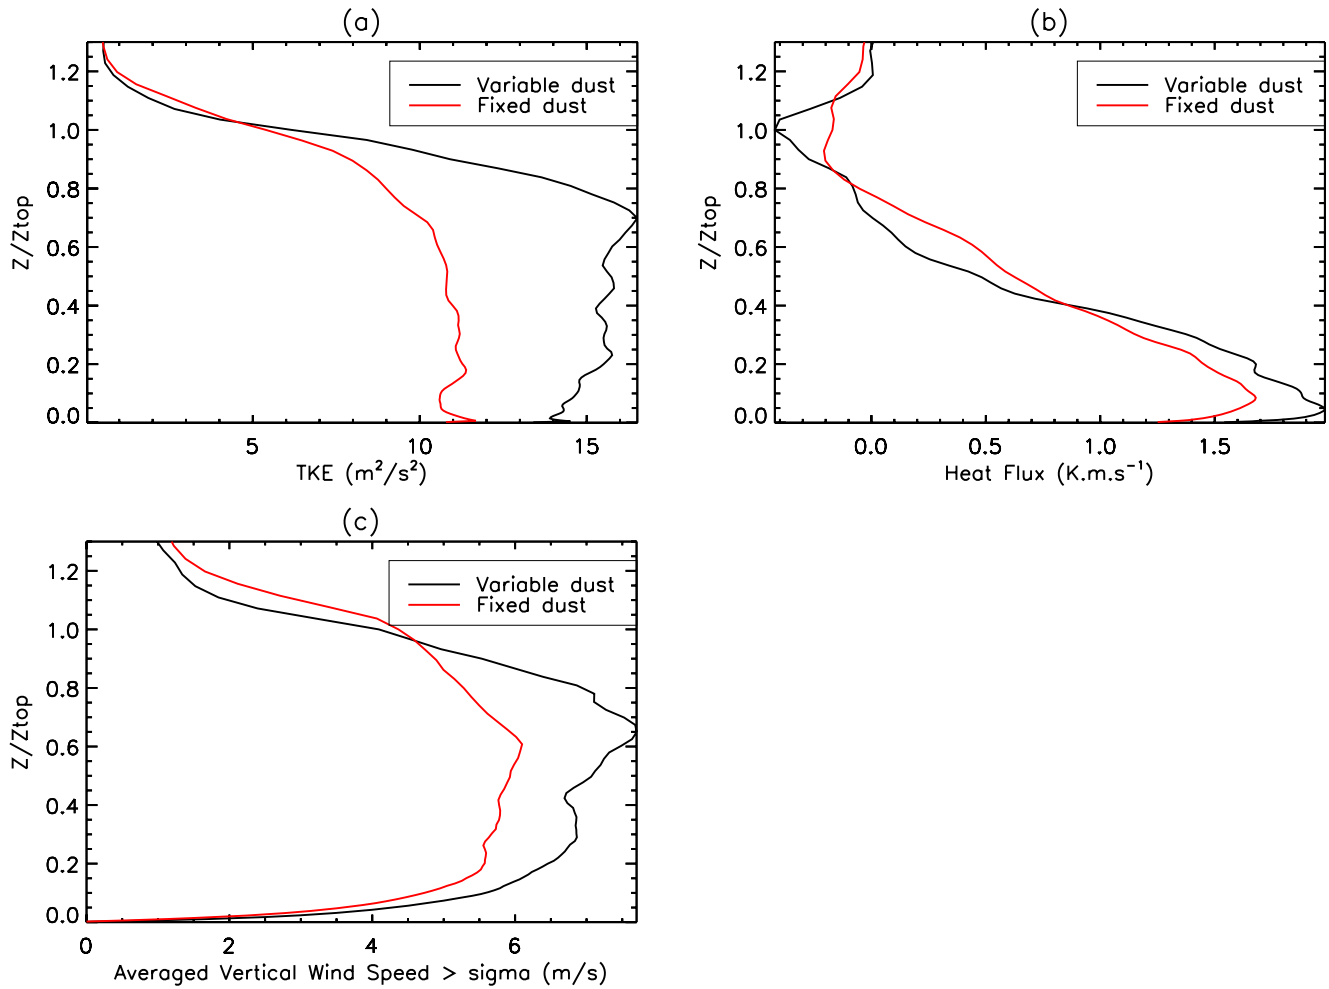 (a)
Z/Ztop
1.2
1.0
0.8
0.6
0.4
0.2
0.0
Variable dust
Fixed dust
5 10 15
TKE (m²/s²)
(b)
Z/Ztop
1.2
1.0
0.8
0.6
0.4
0.2
0.0
Variable dust
Fixed dust
0.0 0.5 1.0 1.5
Heat Flux (K.m.s⁻¹)
(c)
Z/Ztop
1.2
1.0
0.8
0.6
0.4
0.2
0.0
Variable dust
Fixed dust
0 2 4 6
Averaged Vertical Wind Speed > sigma (m/s)